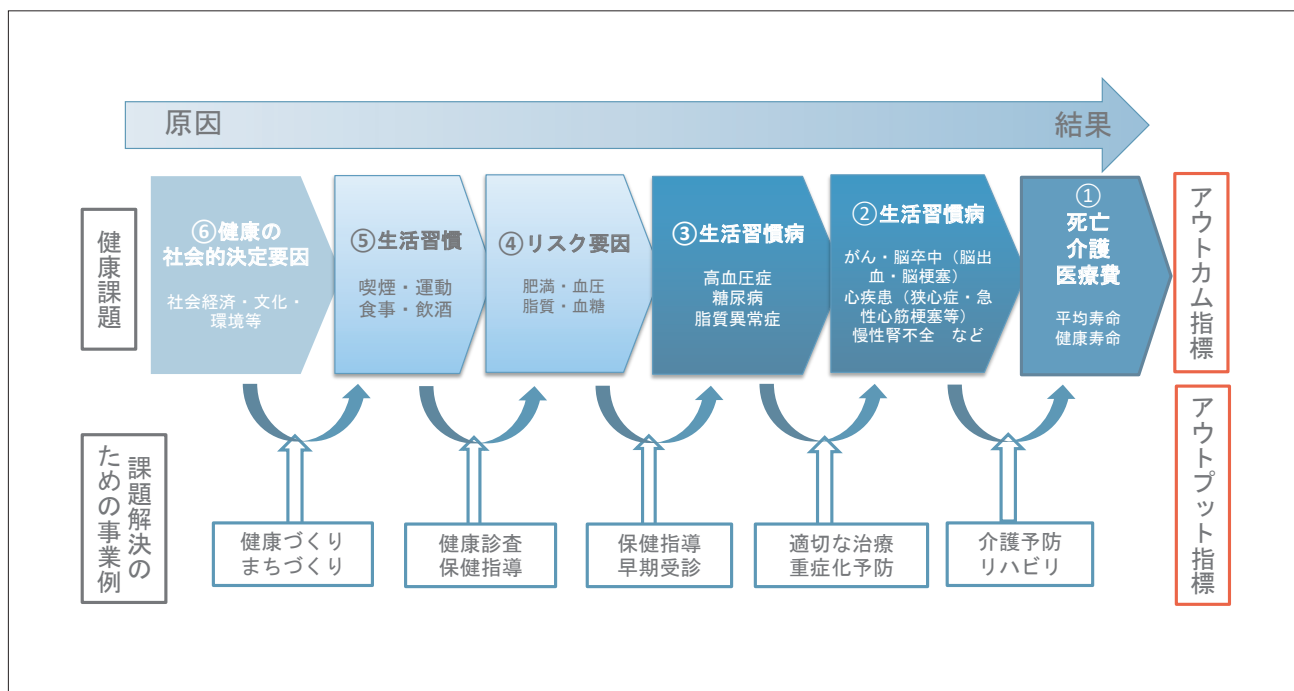 原因
結果
健康課題
⑥健康の
社会的決定要因
社会経済・文化・
環境等
⑤生活習慣
喫煙・運動
食事・飲酒
④リスク要因
肥満・血圧
脂質・血糖
③生活習慣病
高血圧症
糖尿病
脂質異常症
②生活習慣病
がん・脳卒中（脳出
血・脳梗塞）
心疾患（狭心症・急
性心筋梗塞等）
慢性腎不全　など
①
死亡
介護
医療費
平均寿命
健康寿命
アウトカム指標
課題解決の
ための事業例
健康づくり
まちづくり
健康診査
保健指導
保健指導
早期受診
適切な治療
重症化予防
介護予防
リハビリ
アウトプット指標